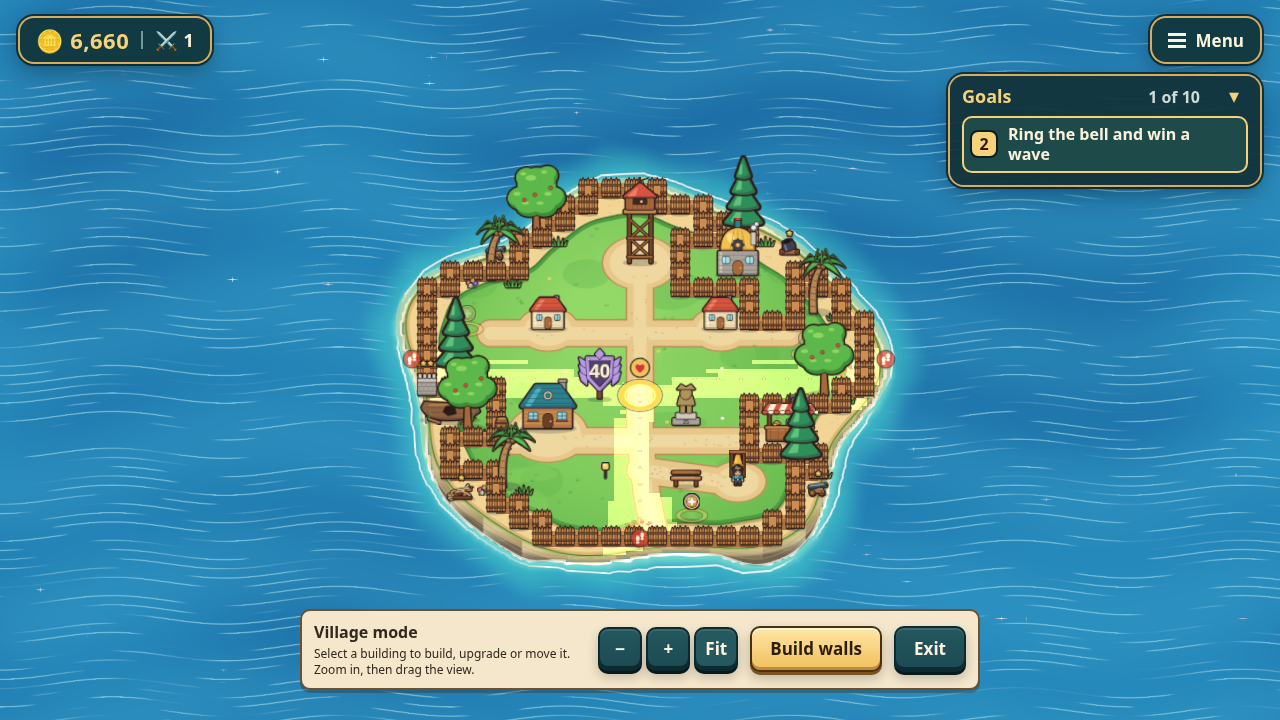 6,660
1
Menu
Goals
1 of 10
2
Ring the bell and win a
wave
40
Village mode
Select a building to build, upgrade or move it.
Zoom in, then drag the view.
−
+
Fit
Build walls
Exit